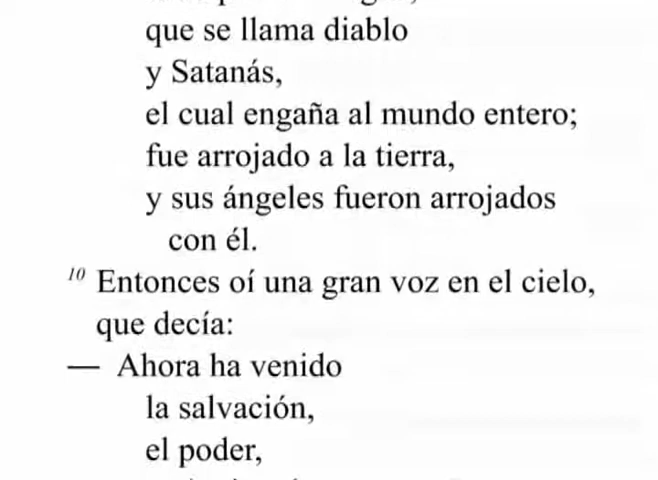 que se llama diablo
y Satanás,
el cual engaña al mundo entero;
fue arrojado a la tierra,
y sus ángeles fueron arrojados
con él.
10 Entonces oí una gran voz en el cielo,
que decía:
— Ahora ha venido
la salvación,
el poder,